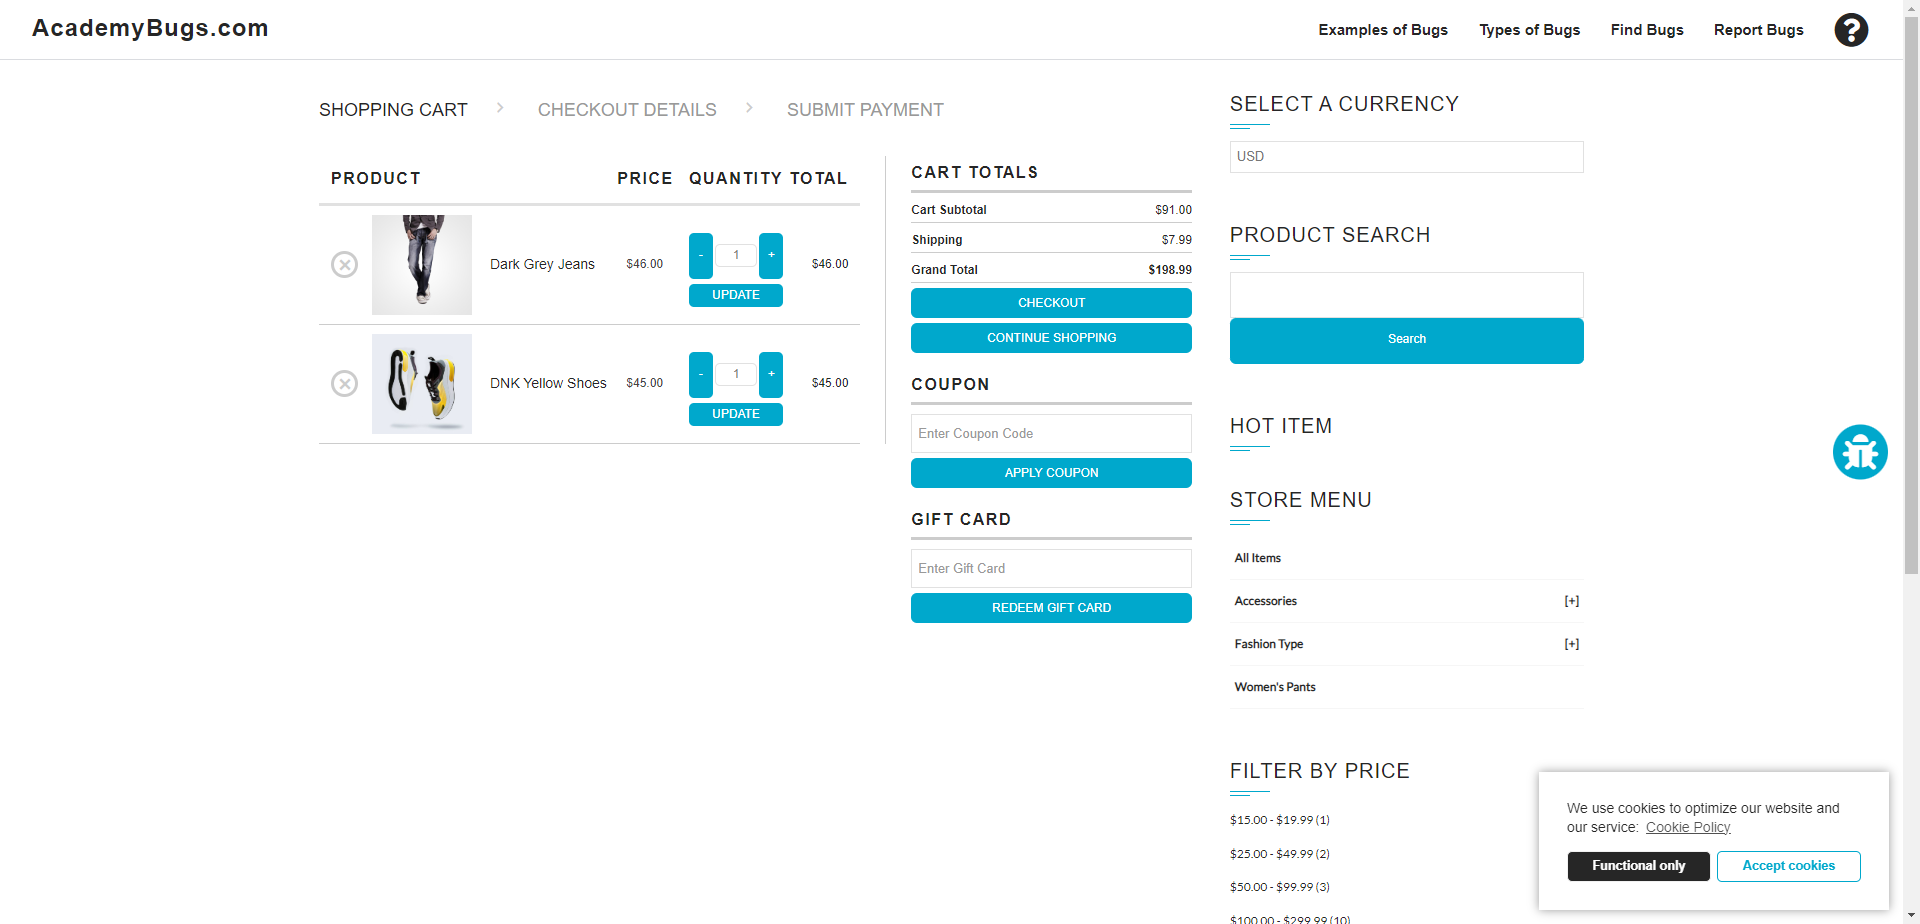 AcademyBugs.com
Examples of Bugs
Types of Bugs
Find Bugs
Report Bugs
?
SHOPPING CART
CHECKOUT DETAILS
SUBMIT PAYMENT
PRODUCT PRICE QUANTITY TOTAL
Dark Grey Jeans $46.00 - 1 + $46.00
UPDATE
DNK Yellow Shoes $45.00 - 1 + $45.00
UPDATE
CART TOTALS
Cart Subtotal $91.00
Shipping $7.99
Grand Total $198.99
CHECKOUT
CONTINUE SHOPPING
COUPON
Enter Coupon Code
APPLY COUPON
GIFT CARD
Enter Gift Card
REDEEM GIFT CARD
SELECT A CURRENCY
USD
PRODUCT SEARCH
Search
HOT ITEM
STORE MENU
All Items
Accessories [+]
Fashion Type [+]
Women's Pants
FILTER BY PRICE
$15.00 - $19.99 (1)
$25.00 - $49.99 (2)
$50.00 - $99.99 (3)
$100.00 - $299.99 (10)
We use cookies to optimize our website and
our service: Cookie Policy
Functional only
Accept cookies